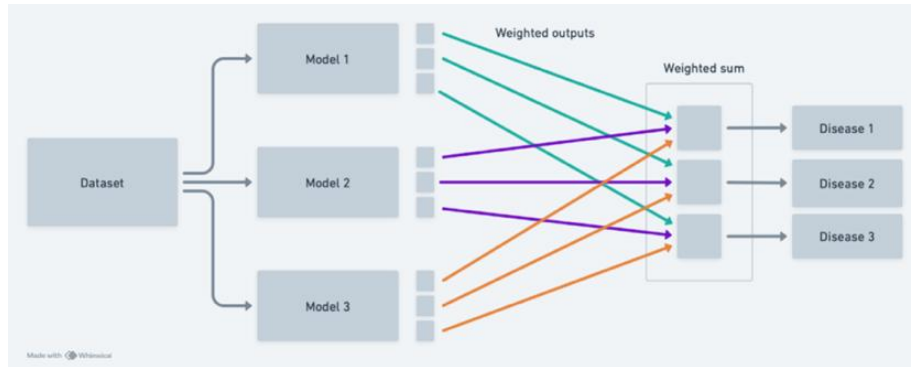 Weighted outputs
Weighted sum
Dataset
Model 1
Model 2
Model 3
Disease 1
Disease 2
Disease 3
Made with Whimsical